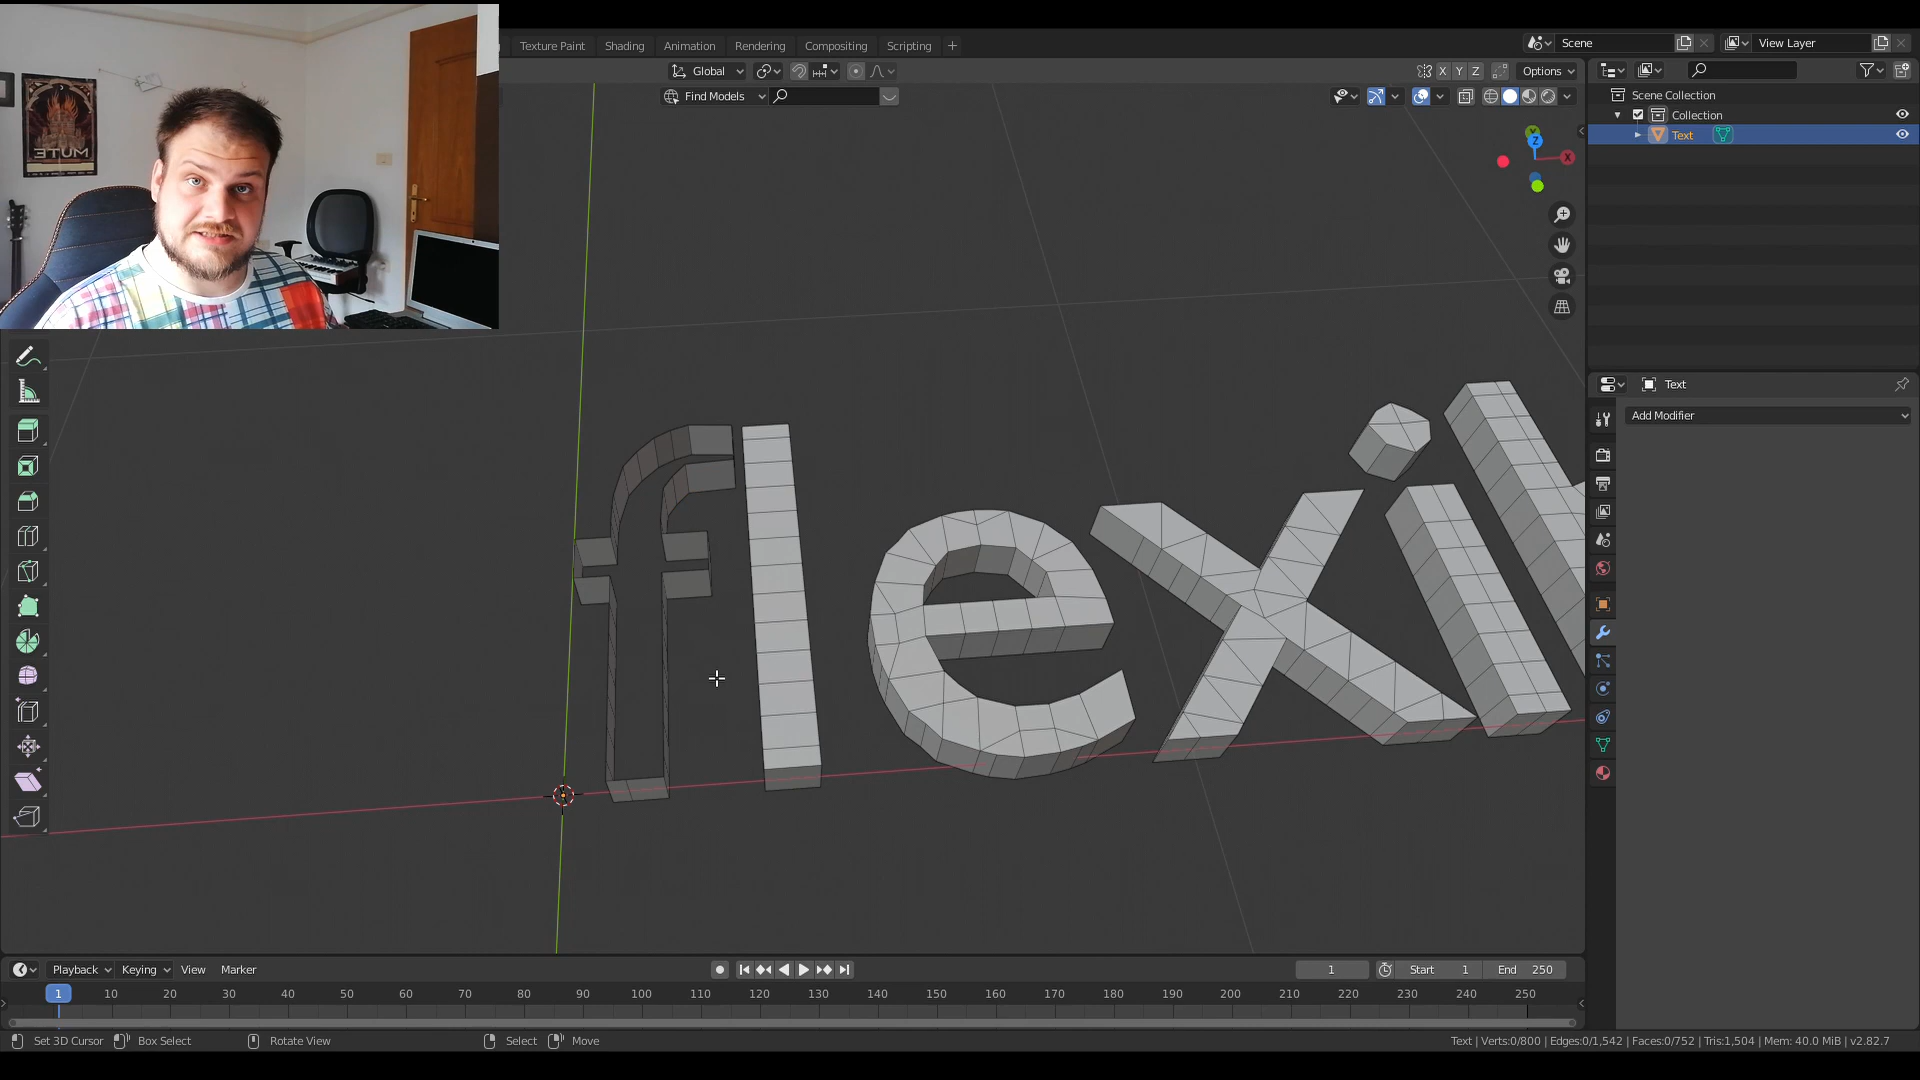 Texture Paint Shading Animation Rendering Compositing Scripting +
Scene
View Layer
Global
X Y Z
Options
Find Models
Scene Collection
Collection
Text
Text
Add Modifier
MUTE
Z
X
Y
flexi
Playback Keying View Marker
1 Start 1 End 250
1 10 20 30 40 50 60 70 80 90 100 110 120 130 140 150 160 170 180 190 200 210 220 230 240 250
Set 3D Cursor Box Select Rotate View Select Move
Text | Verts:0/800 | Edges:0/1,542 | Faces:0/752 | Tris:1,504 | Mem: 40.0 MiB | v2.82.7